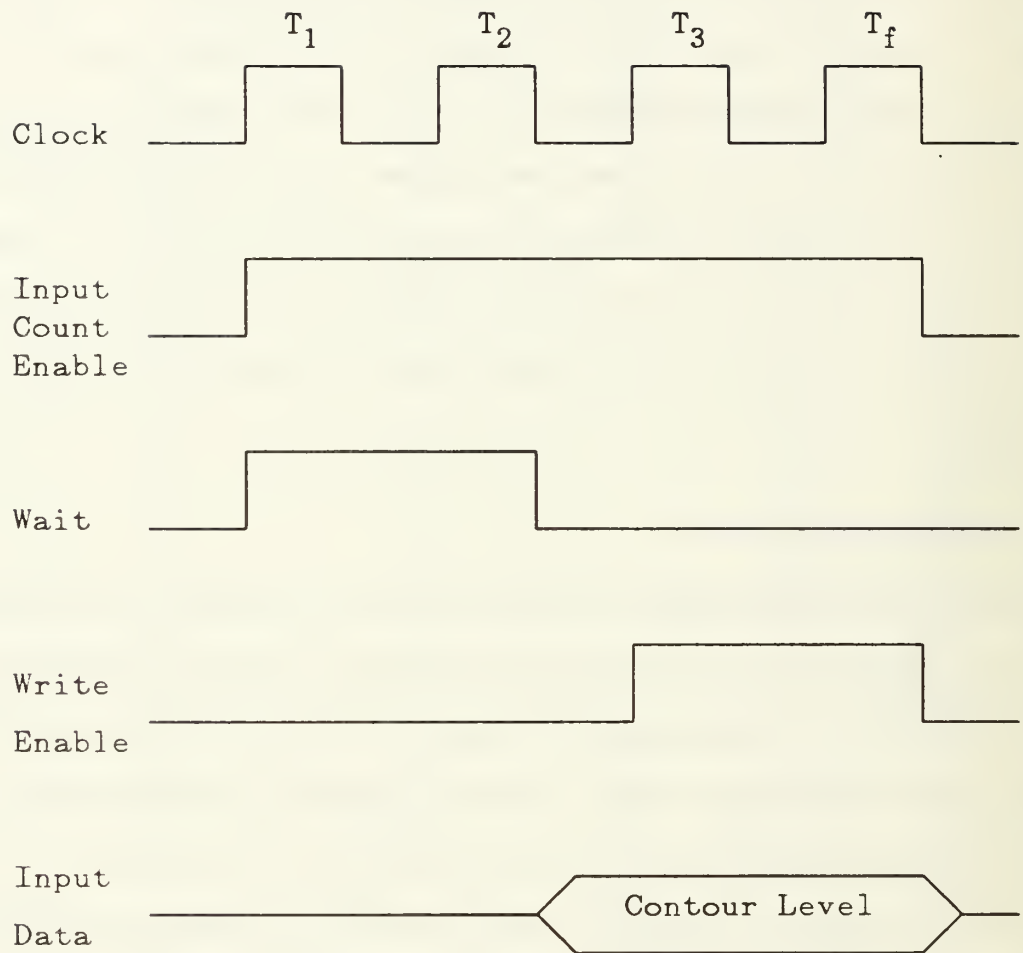 T1 T2 T3 Tf
Clock
Input
Count
Enable
Wait
Write
Enable
Input
Contour Level
Data